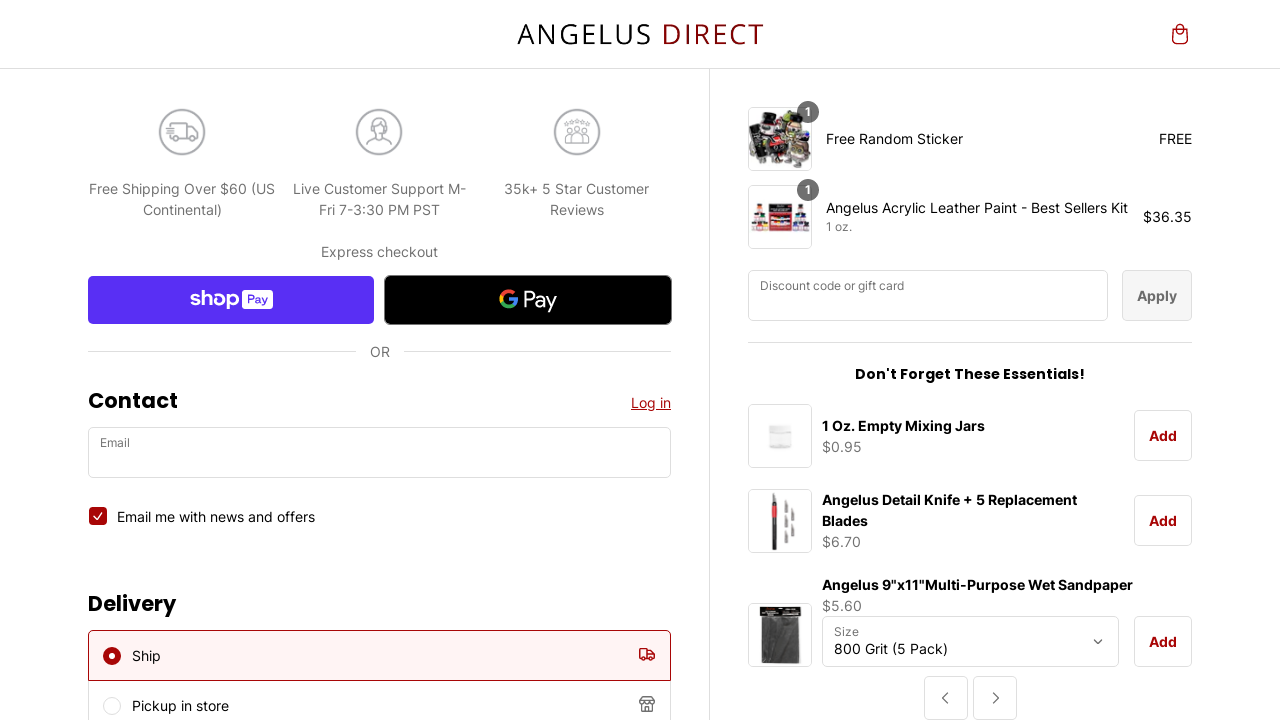 ANGELUS DIRECT
Free Shipping Over $60 (US
Continental)
Live Customer Support M-
Fri 7-3:30 PM PST
35k+ 5 Star Customer
Reviews
Express checkout
shop Pay
G Pay
OR
Contact
Log in
Email
Email me with news and offers
Delivery
Ship
Pickup in store
1
Free Random Sticker
FREE
1
Angelus Acrylic Leather Paint - Best Sellers Kit
1 oz.
$36.35
Discount code or gift card
Apply
Don't Forget These Essentials!
1 Oz. Empty Mixing Jars
$0.95
Add
Angelus Detail Knife + 5 Replacement
Blades
$6.70
Add
Angelus 9"x11"Multi-Purpose Wet Sandpaper
$5.60
Size
800 Grit (5 Pack)
Add